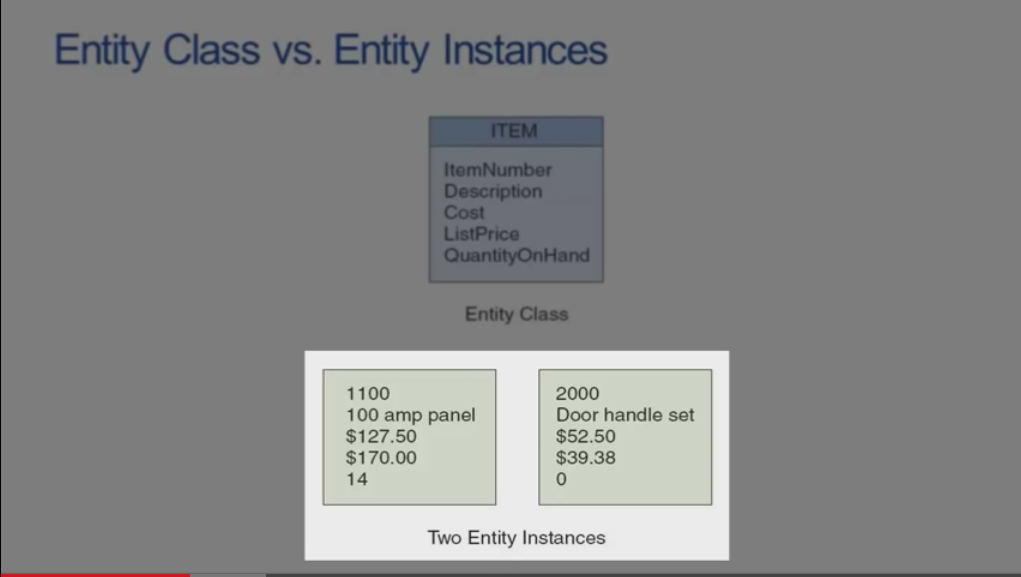 Entity Class vs. Entity Instances
ITEM
ItemNumber
Description
Cost
ListPrice
QuantityOnHand
Entity Class
1100
100 amp panel
$127.50
$170.00
14
2000
Door handle set
$52.50
$39.38
0
Two Entity Instances